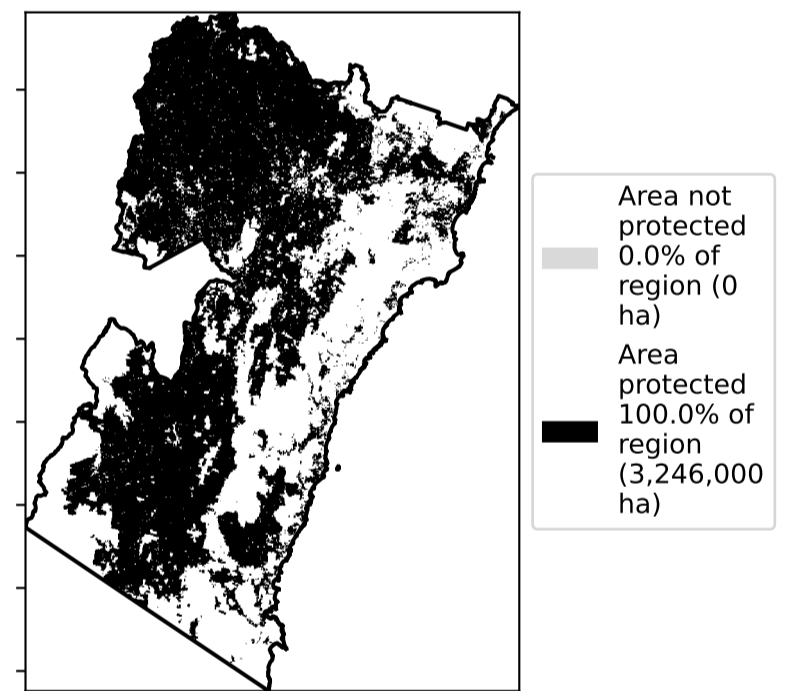 Area not
protected
0.0% of
region (0
ha)
Area
protected
100.0% of
region
(3,246,000
ha)